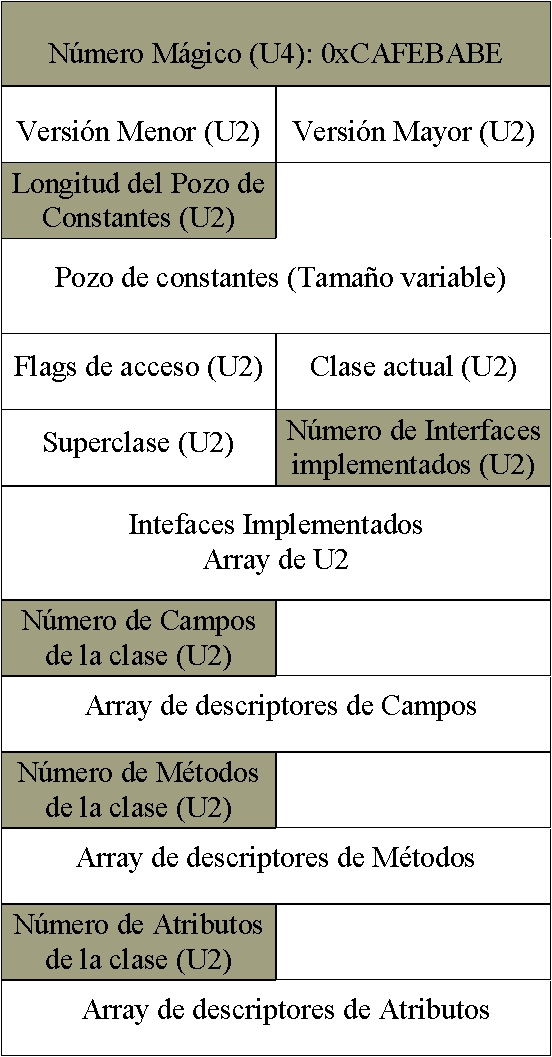 Número Mágico (U4): 0xCAFEBABE
Versión Menor (U2)
Versión Mayor (U2)
Longitud del Pozo de
Constantes (U2)
Pozo de constantes (Tamaño variable)
Flags de acceso (U2)
Clase actual (U2)
Superclase (U2)
Número de Interfaces
implementados (U2)
Intefaces Implementados
Array de U2
Número de Campos
de la clase (U2)
Array de descriptores de Campos
Número de Métodos
de la clase (U2)
Array de descriptores de Métodos
Número de Atributos
de la clase (U2)
Array de descriptores de Atributos